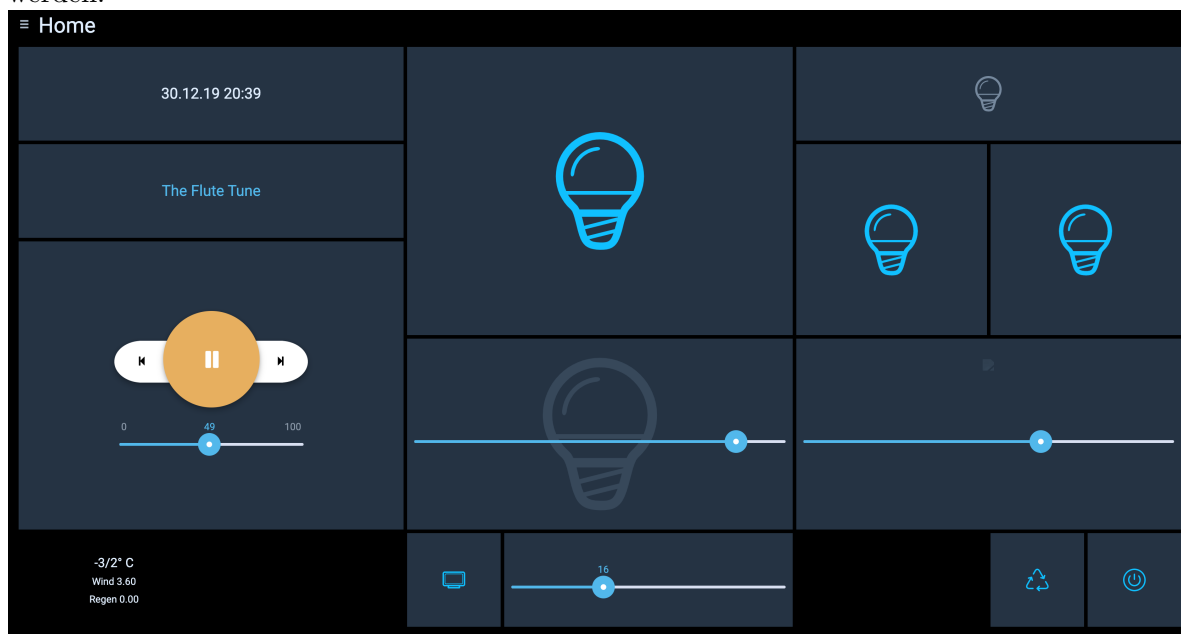 werden.
≡ Home
30.12.19 20:39
The Flute Tune
0 49 100
-3/2° C
Wind 3.60
Regen 0.00
16